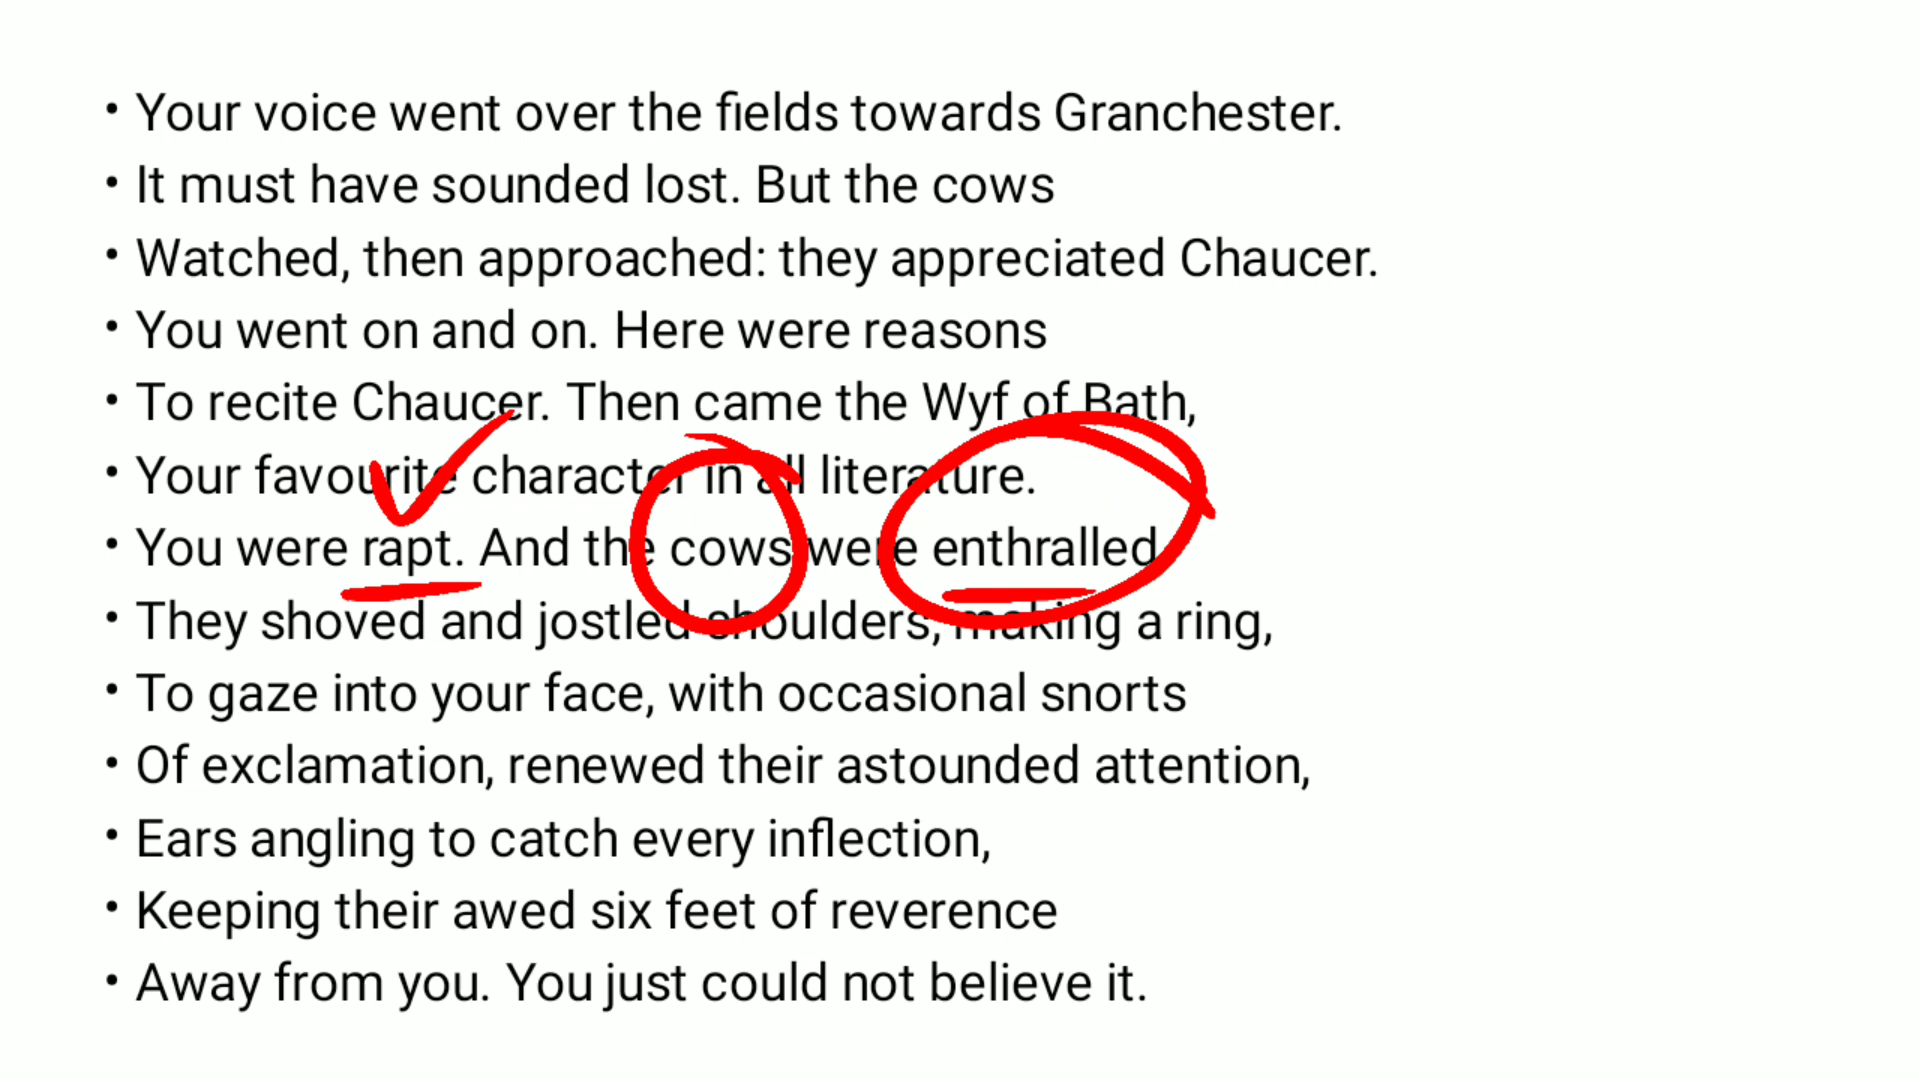 • Your voice went over the fields towards Granchester.
• It must have sounded lost. But the cows
• Watched, then approached: they appreciated Chaucer.
• You went on and on. Here were reasons
• To recite Chaucer. Then came the Wyf of Bath,
• Your favourite character in all literature.
• You were rapt. And the cows were enthralled
• They shoved and jostled shoulders, making a ring,
• To gaze into your face, with occasional snorts
• Of exclamation, renewed their astounded attention,
• Ears angling to catch every inflection,
• Keeping their awed six feet of reverence
• Away from you. You just could not believe it.